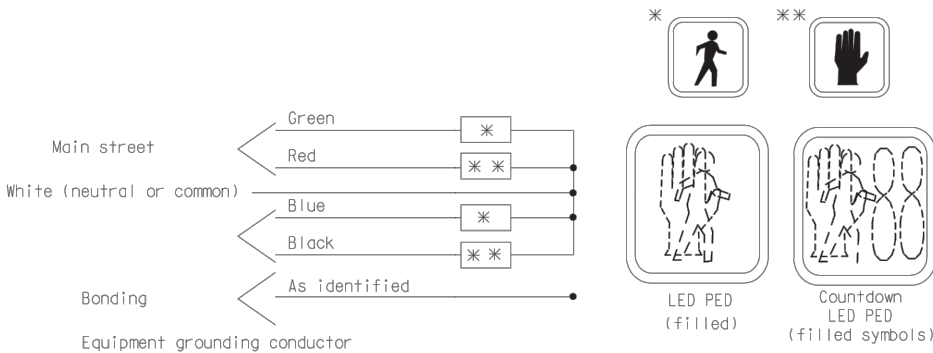 * **
Green
*
Main street
Red
* *
White (neutral or common)
Blue
*
Black
* *
As identified
Bonding
Equipment grounding conductor
LED PED
(filled)
Countdown
LED PED
(filled symbols)